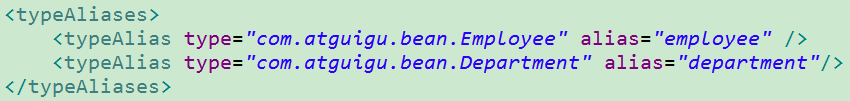 <typeAliases>
    <typeAlias type="com.atguigu.bean.Employee" alias="employee" />
    <typeAlias type="com.atguigu.bean.Department" alias="department"/>
</typeAliases>